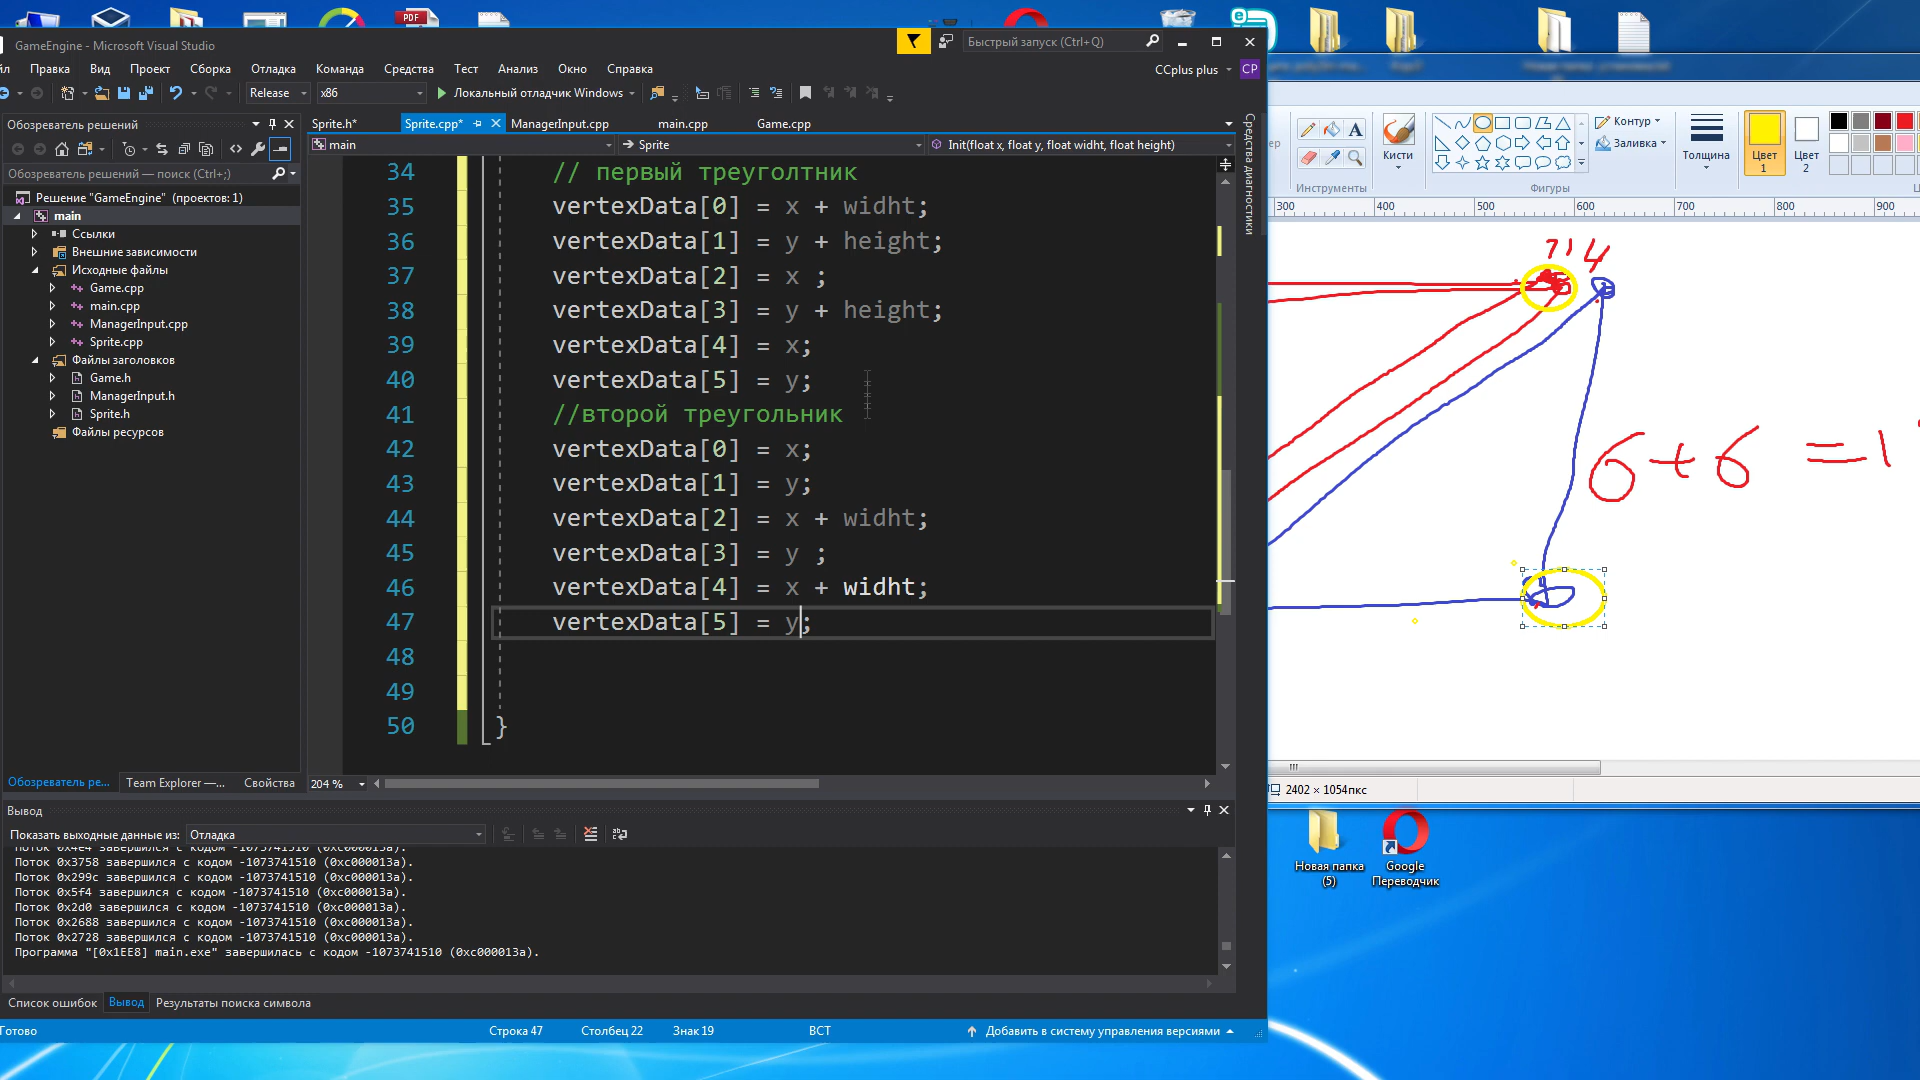 GameEngine - Microsoft Visual Studio
Быстрый запуск (Ctrl+Q)
Правка Вид Проект Сборка Отладка Команда Средства Тест Анализ Окно Справка
CCplus plus CP
Release x86 Локальный отладчик Windows
Обозреватель решений
Sprite.h* Sprite.cpp* ManagerInput.cpp main.cpp Game.cpp
main Sprite Init(float x, float y, float widht, float height)
Обозреватель решений — поиск (Ctrl+;)
Решение "GameEngine" (проектов: 1)
main
Ссылки
Внешние зависимости
Исходные файлы
Game.cpp
main.cpp
ManagerInput.cpp
Sprite.cpp
Файлы заголовков
Game.h
ManagerInput.h
Sprite.h
Файлы ресурсов
Обозреватель ре... Team Explorer —... Свойства
34 // первый треуголтник
35 vertexData[0] = x + widht;
36 vertexData[1] = y + height;
37 vertexData[2] = x ;
38 vertexData[3] = y + height;
39 vertexData[4] = x;
40 vertexData[5] = y;
41 //второй треугольник
42 vertexData[0] = x;
43 vertexData[1] = y;
44 vertexData[2] = x + widht;
45 vertexData[3] = y ;
46 vertexData[4] = x + widht;
47 vertexData[5] = y;
48
49
50 }
204 %
Средства диагностики
Вывод
Показать выходные данные из: Отладка
Поток 0x4e4 завершился с кодом -1073741510 (0xc000013a).
Поток 0x3758 завершился с кодом -1073741510 (0xc000013a).
Поток 0x299c завершился с кодом -1073741510 (0xc000013a).
Поток 0x5f4 завершился с кодом -1073741510 (0xc000013a).
Поток 0x2d0 завершился с кодом -1073741510 (0xc000013a).
Поток 0x2688 завершился с кодом -1073741510 (0xc000013a).
Поток 0x2728 завершился с кодом -1073741510 (0xc000013a).
Программа "[0x1EE8] main.exe" завершилась с кодом -1073741510 (0xc000013a).
Список ошибок Вывод Результаты поиска символа
Готово Строка 47 Столбец 22 Знак 19 ВСТ Добавить в систему управления версиями
PDF
Кисти
Контур
Заливка
Толщина
Цвет 1
Цвет 2
Инструменты Фигуры
300 400 500 600 700 800 900
6+6 =1
2402 × 1054пкс
Новая папка (5)
Google Переводчик